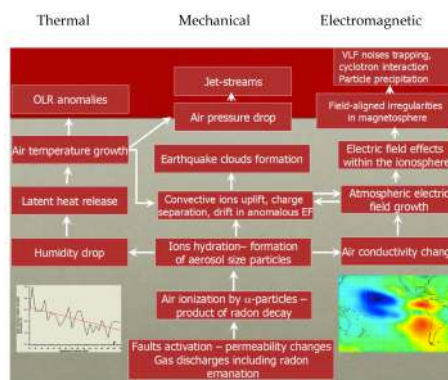 Thermal
Mechanical
Electromagnetic
VLF noises trapping,
cyclotron interaction
Particle precipitation
Jet-streams
OLR anomalies
Air pressure drop
Field-aligned irregularities in
magnetosphere
Air temperature growth
Earthquake clouds formation
Electric field effects
within the ionosphere
Latent heat release
Convective ions uplift, charge
separation, drift in anomalous EF
Atmospheric electric
field growth
Humidity drop
Ions hydration– formation
of aerosol size particles
Air conductivity change
Air ionization by α-particles –
product of radon decay
Faults activation – permeability changes
Gas discharges including radon
emanation